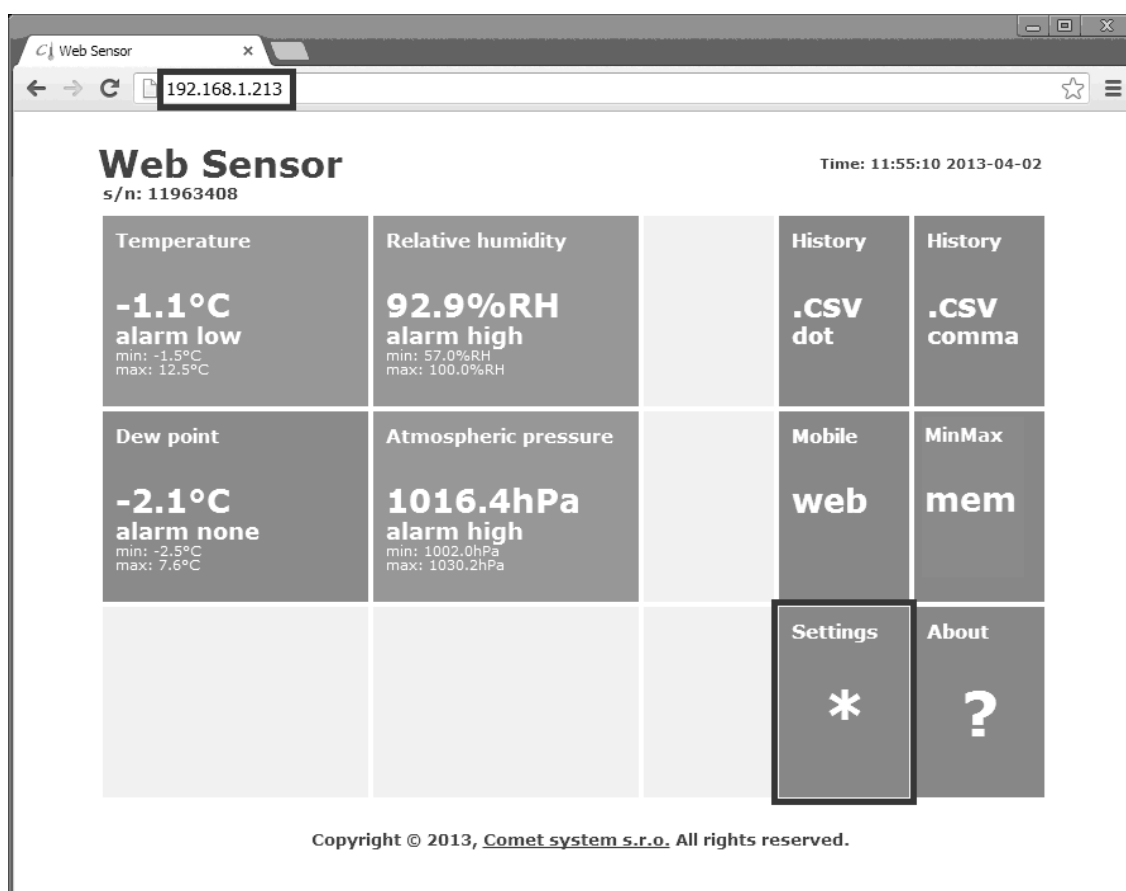 Web Sensor
192.168.1.213
Web Sensor
Time: 11:55:10 2013-04-02
s/n: 11963408
Temperature
-1.1°C
alarm low
min: -1.5°C
max: 12.5°C
Relative humidity
92.9%RH
alarm high
min: 57.0%RH
max: 100.0%RH
History
.csv
dot
History
.csv
comma
Dew point
-2.1°C
alarm none
min: -2.5°C
max: 7.6°C
Atmospheric pressure
1016.4hPa
alarm high
min: 1002.0hPa
max: 1030.2hPa
Mobile
web
MinMax
mem
Settings
*
About
?
Copyright © 2013, Comet system s.r.o. All rights reserved.